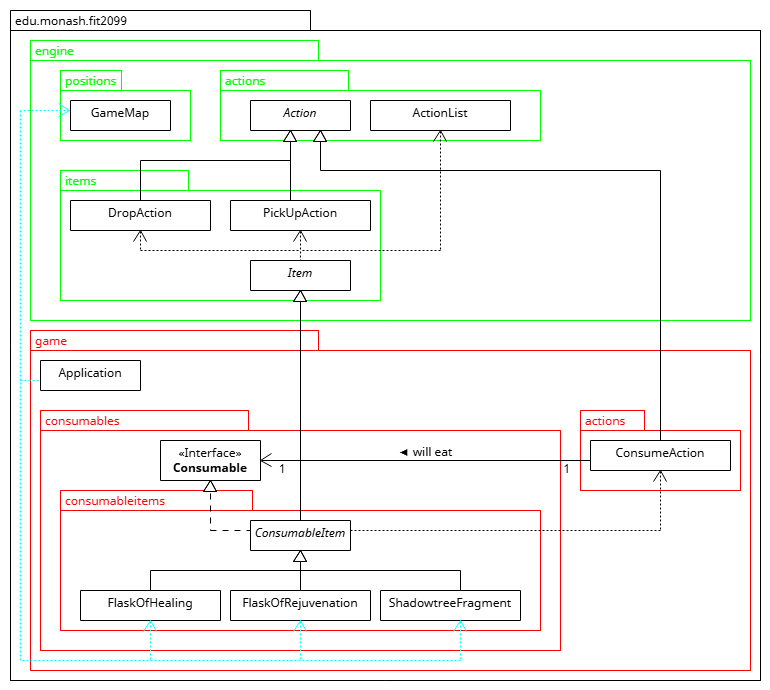 edu.monash.fit2099
engine
positions
actions
GameMap
Action
ActionList
items
DropAction
PickUpAction
Item
game
Application
consumables
actions
«Interface»
Consumable
◄ will eat
ConsumeAction
1
1
consumableitems
ConsumableItem
FlaskOfHealing
FlaskOfRejuvenation
ShadowtreeFragment